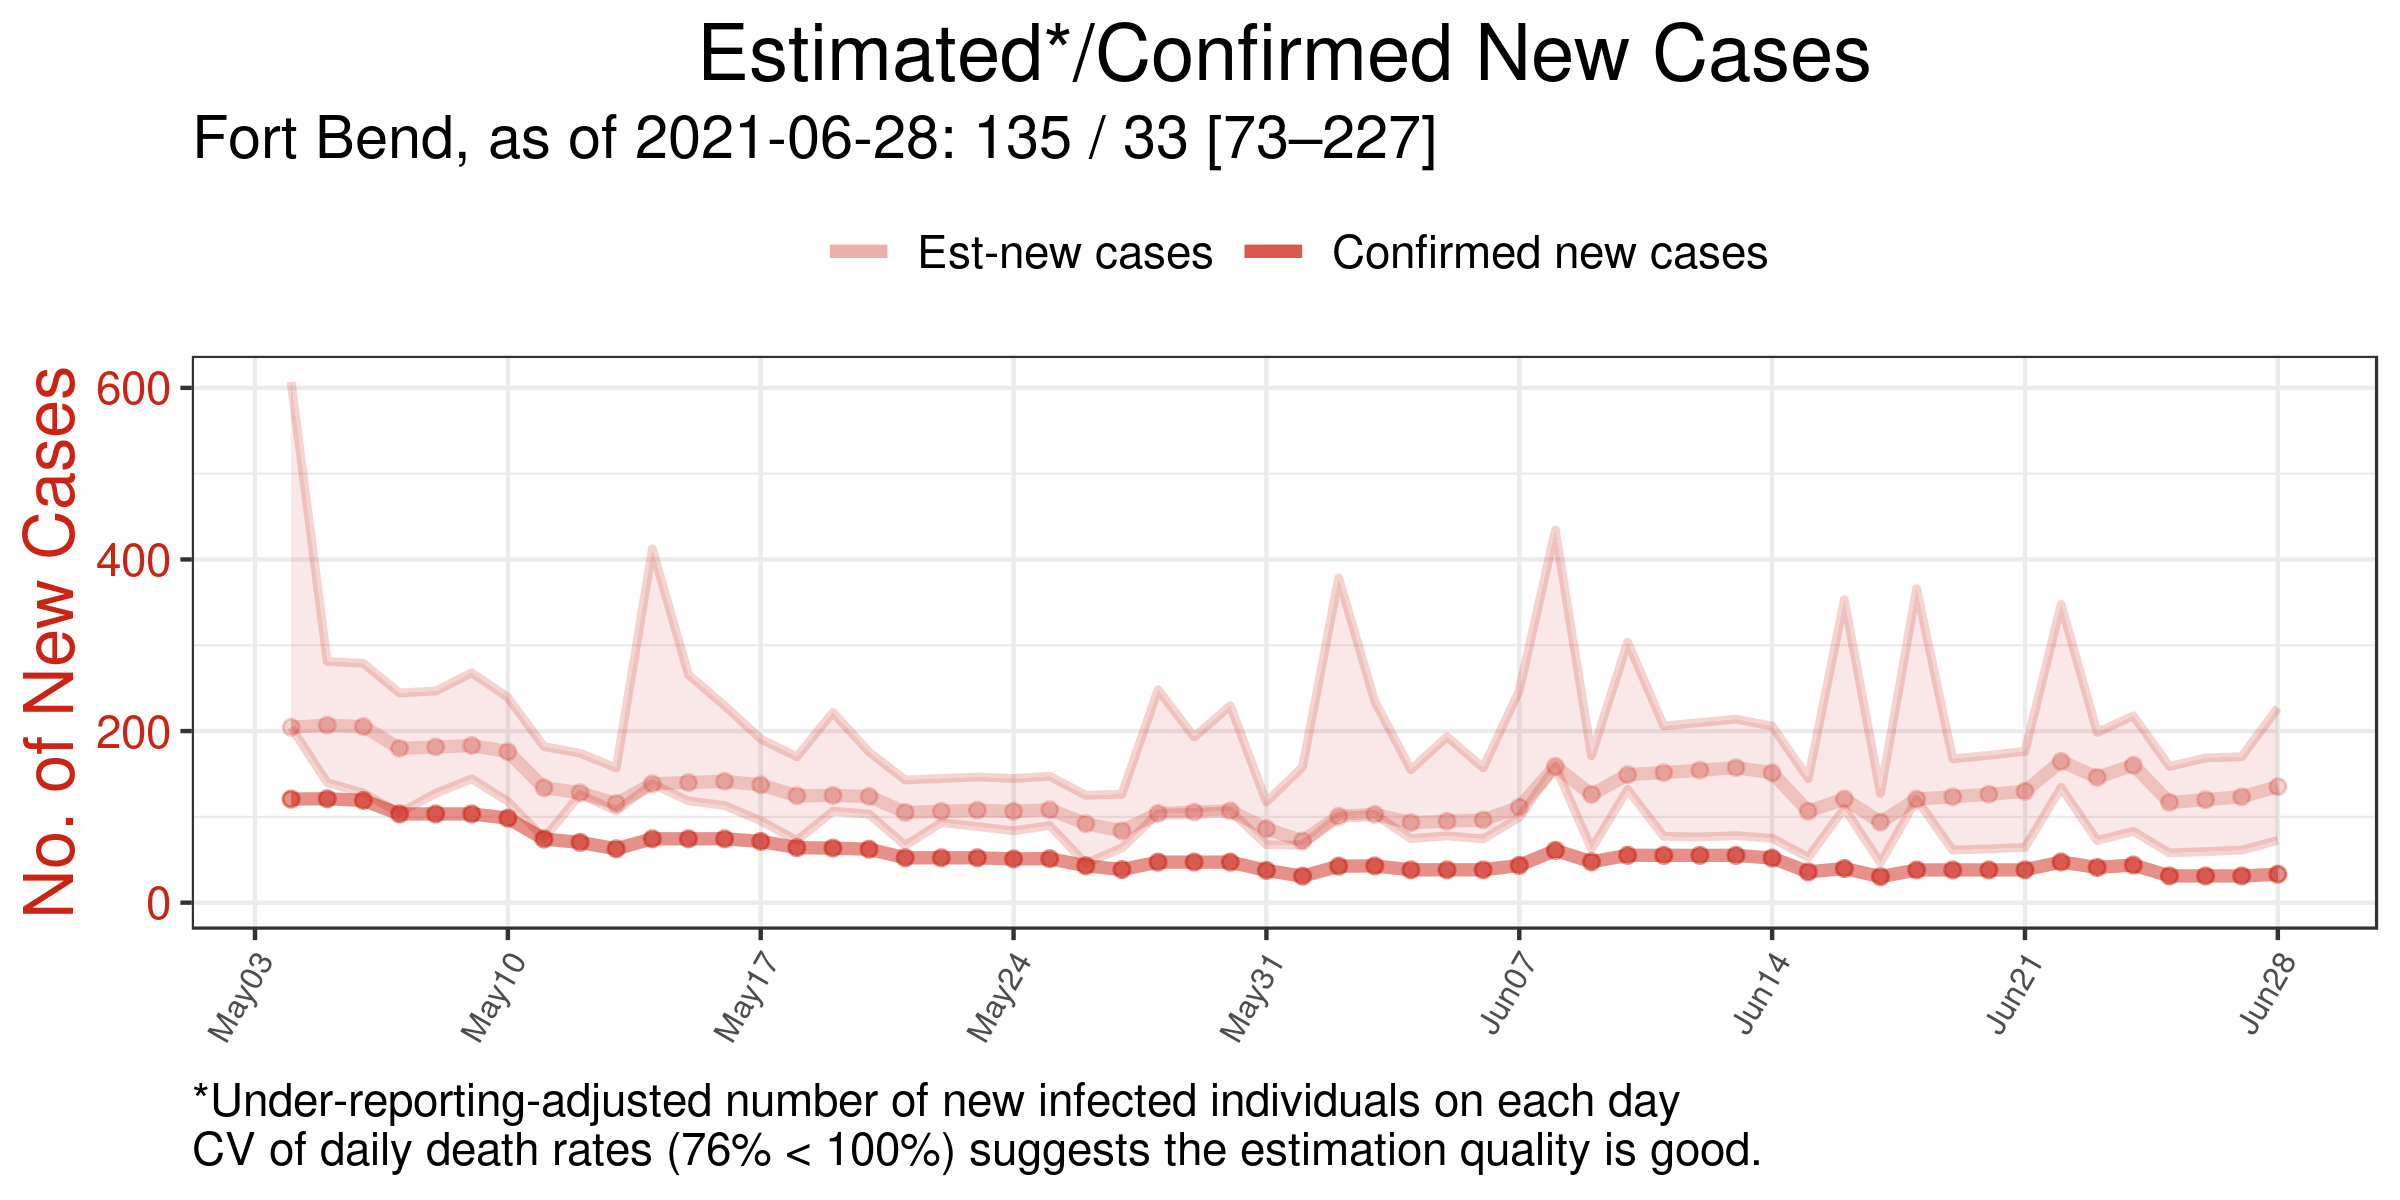 Estimated*/Confirmed New Cases
Fort Bend, as of 2021-06-28: 135 / 33 [73–227]
Est-new cases
Confirmed new cases
No. of New Cases
600
400
200
0
May03
May10
May17
May24
May31
Jun07
Jun14
Jun21
Jun28
*Under-reporting-adjusted number of new infected individuals on each day
CV of daily death rates (76% < 100%) suggests the estimation quality is good.